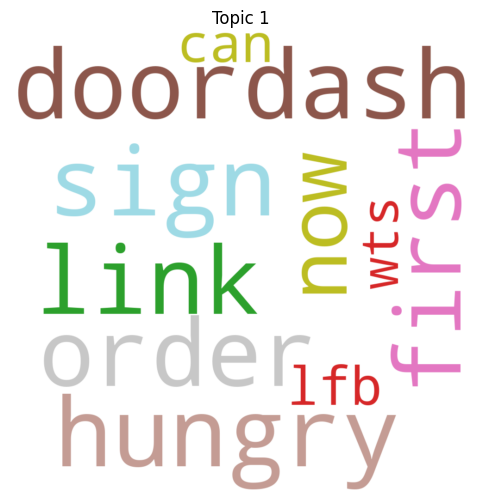 Topic 1
can
doordash
sign
now
wts
first
link
order
lfb
hungry